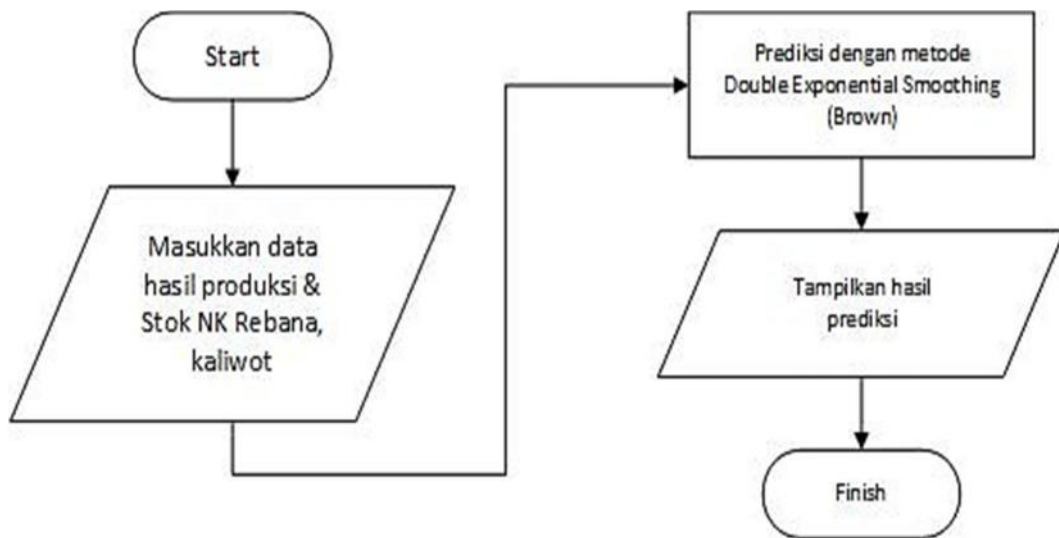 Start
Masukkan data
hasil produksi &
Stok NK Rebana,
kaliwot
Prediksi dengan metode
Double Exponential Smoothing
(Brown)
Tampilkan hasil
prediksi
Finish